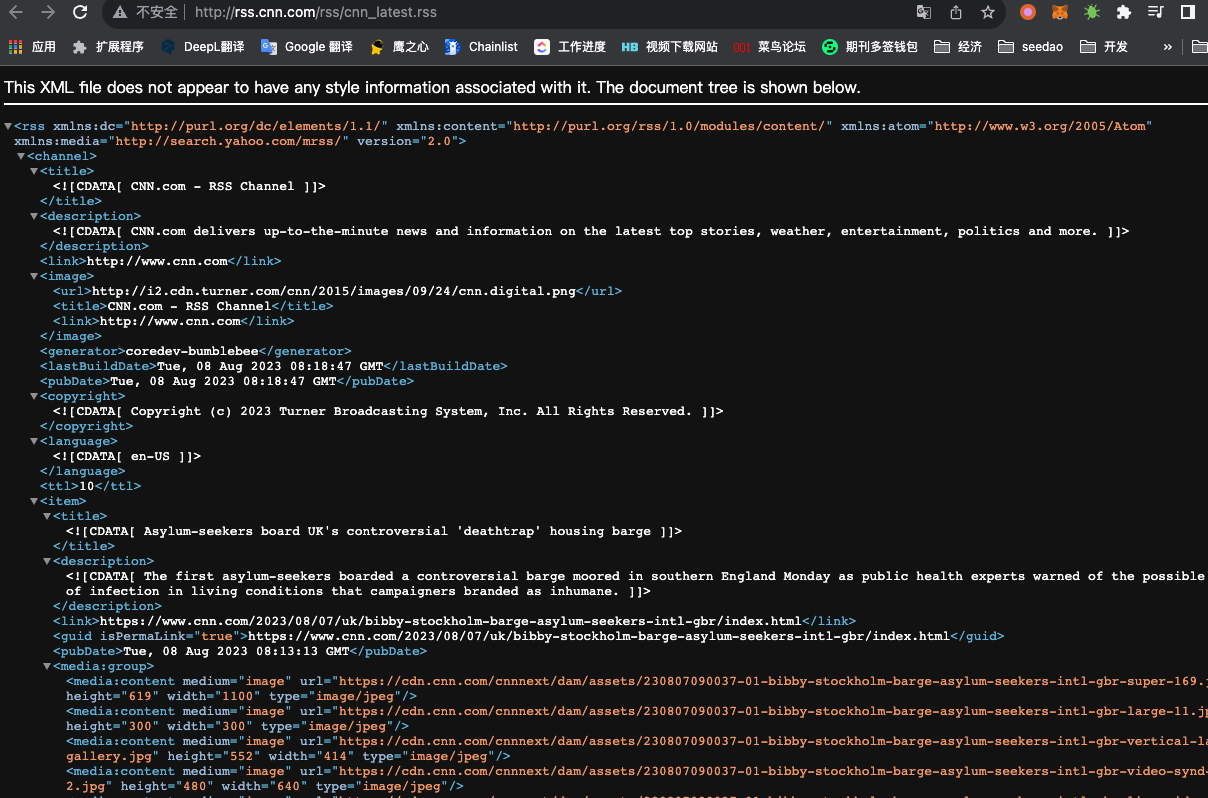 不安全 http://rss.cnn.com/rss/cnn_latest.rss
应用 扩展程序 DeepL翻译 Google 翻译 鹰之心 Chainlist 工作进度 HB 视频下载网站 001 菜鸟论坛 期刊多签钱包 经济 seedao 开发 »
This XML file does not appear to have any style information associated with it. The document tree is shown below.
▼<rss xmlns:dc="http://purl.org/dc/elements/1.1/" xmlns:content="http://purl.org/rss/1.0/modules/content/" xmlns:atom="http://www.w3.org/2005/Atom"
xmlns:media="http://search.yahoo.com/mrss/" version="2.0">
▼<channel>
▼<title>
<![CDATA[ CNN.com - RSS Channel ]]>
</title>
▼<description>
<![CDATA[ CNN.com delivers up-to-the-minute news and information on the latest top stories, weather, entertainment, politics and more. ]]>
</description>
<link>http://www.cnn.com</link>
▼<image>
<url>http://i2.cdn.turner.com/cnn/2015/images/09/24/cnn.digital.png</url>
<title>CNN.com - RSS Channel</title>
<link>http://www.cnn.com</link>
</image>
<generator>coredev-bumblebee</generator>
<lastBuildDate>Tue, 08 Aug 2023 08:18:47 GMT</lastBuildDate>
<pubDate>Tue, 08 Aug 2023 08:18:47 GMT</pubDate>
▼<copyright>
<![CDATA[ Copyright (c) 2023 Turner Broadcasting System, Inc. All Rights Reserved. ]]>
</copyright>
▼<language>
<![CDATA[ en-US ]]>
</language>
<ttl>10</ttl>
▼<item>
▼<title>
<![CDATA[ Asylum-seekers board UK's controversial 'deathtrap' housing barge ]]>
</title>
▼<description>
<![CDATA[ The first asylum-seekers boarded a controversial barge moored in southern England Monday as public health experts warned of the possible
of infection in living conditions that campaigners branded as inhumane. ]]>
</description>
<link>https://www.cnn.com/2023/08/07/uk/bibby-stockholm-barge-asylum-seekers-intl-gbr/index.html</link>
<guid isPermaLink="true">https://www.cnn.com/2023/08/07/uk/bibby-stockholm-barge-asylum-seekers-intl-gbr/index.html</guid>
<pubDate>Tue, 08 Aug 2023 08:13:13 GMT</pubDate>
▼<media:group>
<media:content medium="image" url="https://cdn.cnn.com/cnnnext/dam/assets/230807090037-01-bibby-stockholm-barge-asylum-seekers-intl-gbr-super-169.j
height="619" width="1100" type="image/jpeg"/>
<media:content medium="image" url="https://cdn.cnn.com/cnnnext/dam/assets/230807090037-01-bibby-stockholm-barge-asylum-seekers-intl-gbr-large-11.jp
height="300" width="300" type="image/jpeg"/>
<media:content medium="image" url="https://cdn.cnn.com/cnnnext/dam/assets/230807090037-01-bibby-stockholm-barge-asylum-seekers-intl-gbr-vertical-la
gallery.jpg" height="552" width="414" type="image/jpeg"/>
<media:content medium="image" url="https://cdn.cnn.com/cnnnext/dam/assets/230807090037-01-bibby-stockholm-barge-asylum-seekers-intl-gbr-video-synd-
2.jpg" height="480" width="640" type="image/jpeg"/>